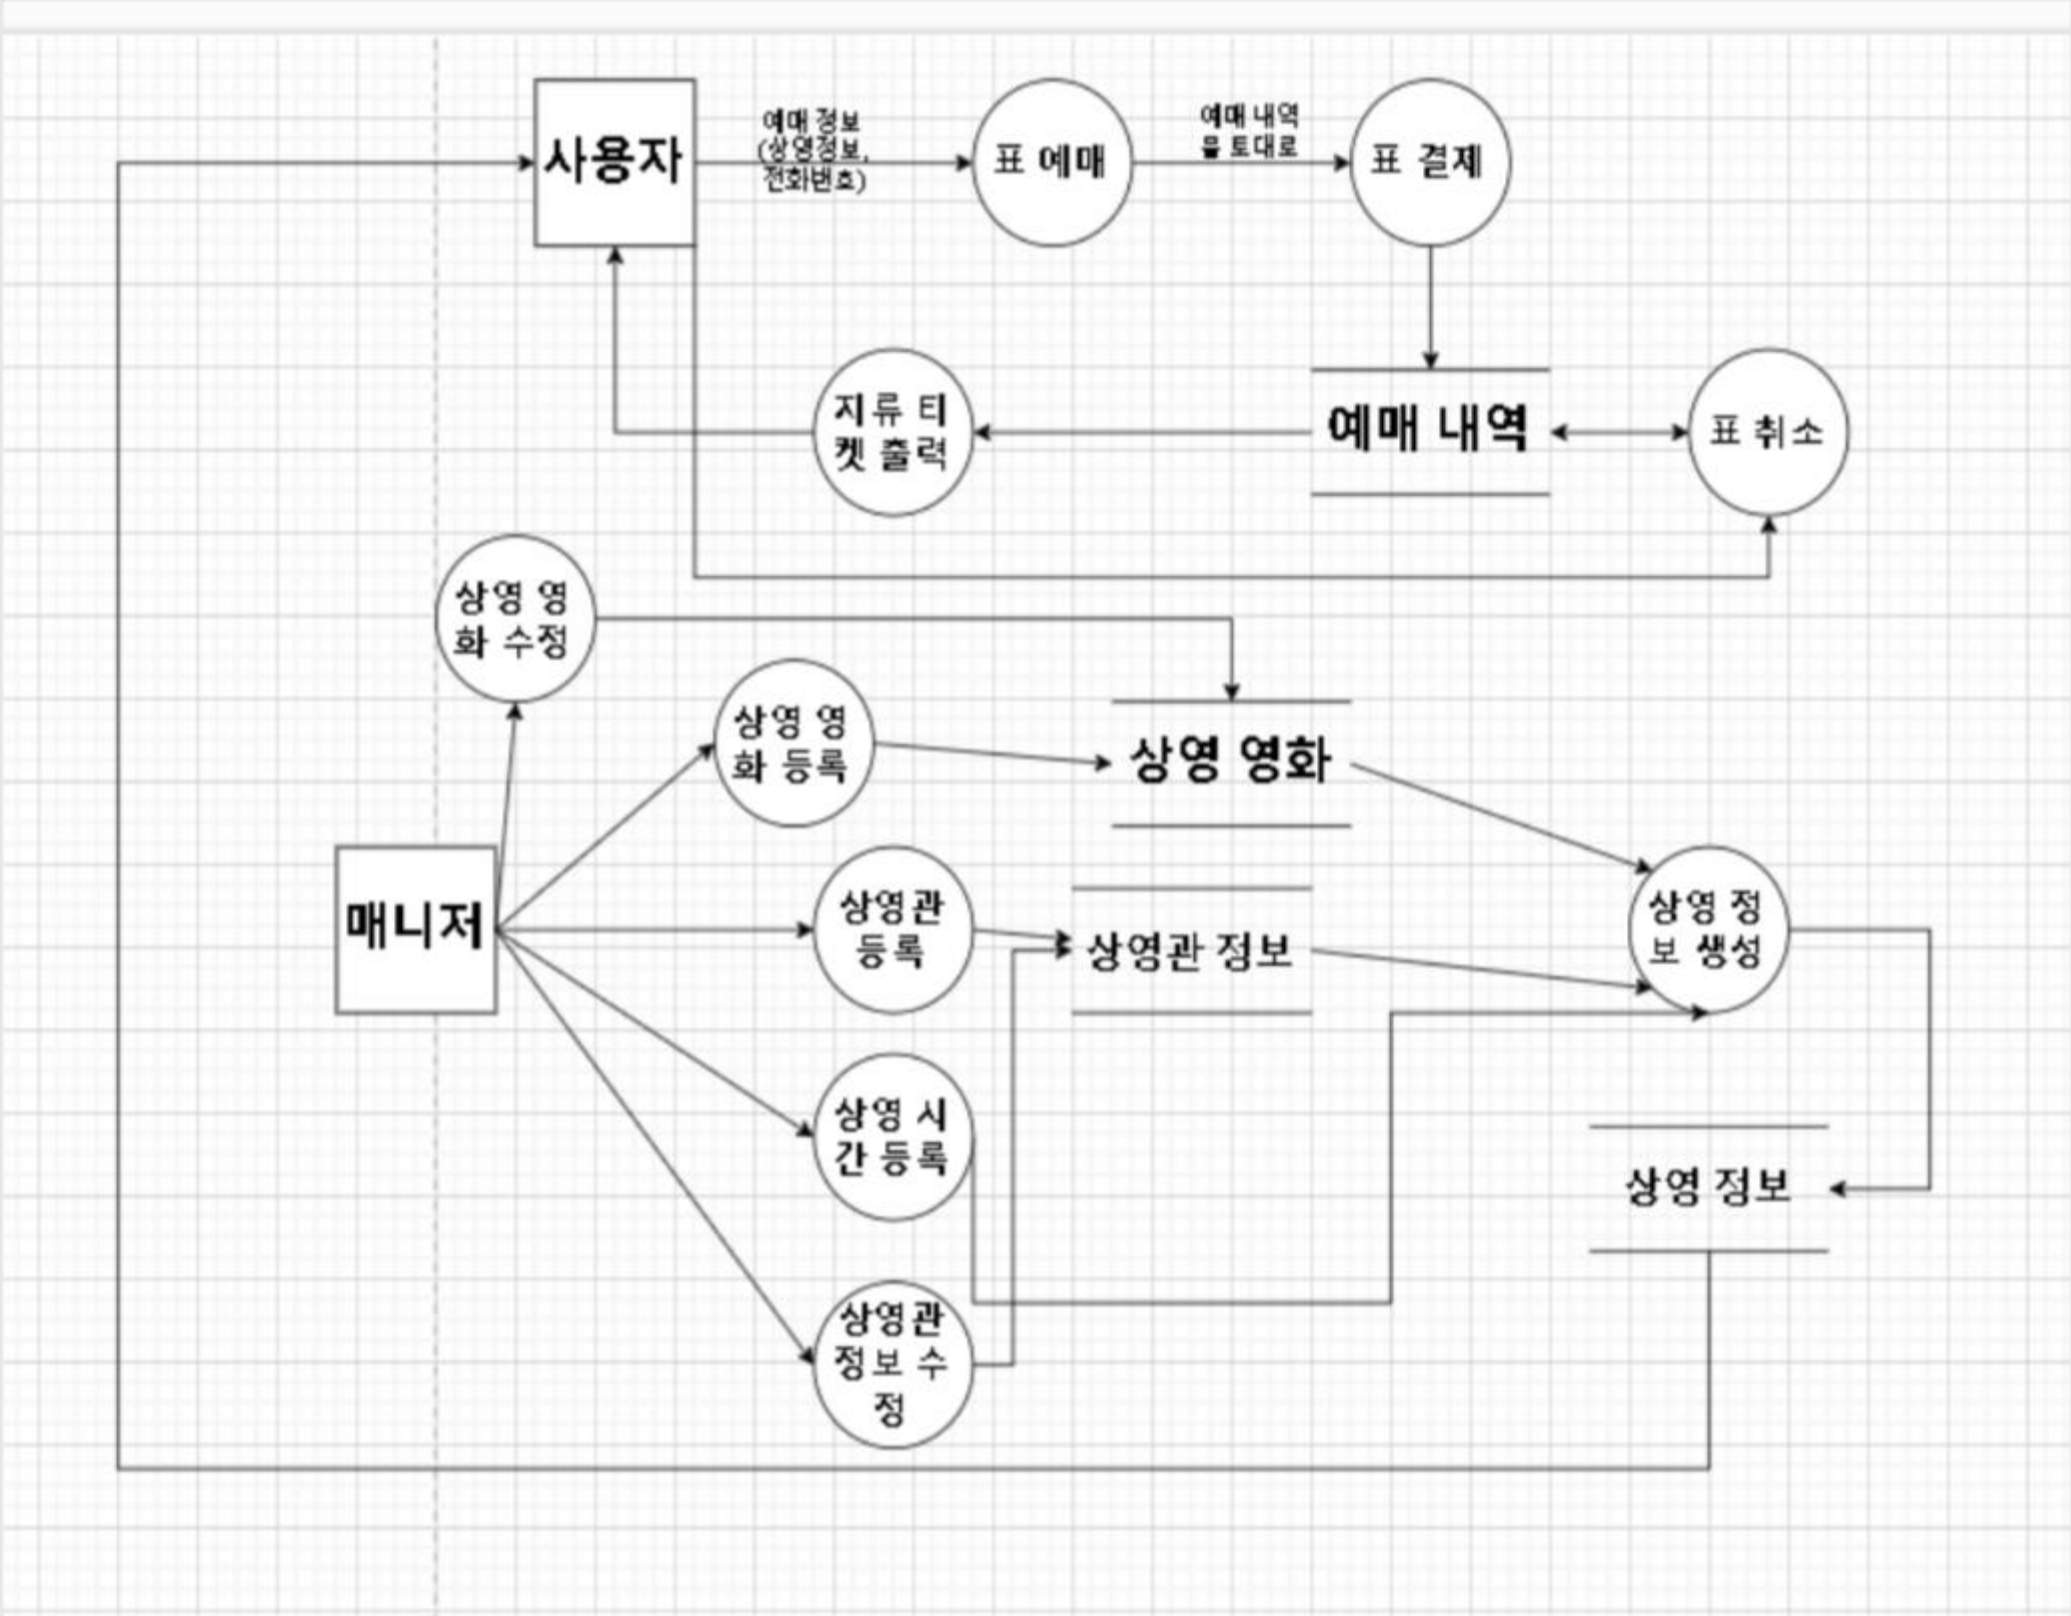 사용자
예매 정보
(상영정보,
전화번호)
표 예매
예매 내역
를 토대로
표 결제
지류 티
켓 출력
예매 내역
표 취소
상영 영
화 수정
상영 영
화 등록
상영 영화
매니저
상영관
등록
상영관 정보
상영 정
보 생성
상영 시
간 등록
상영 정보
상영관
정보 수
정